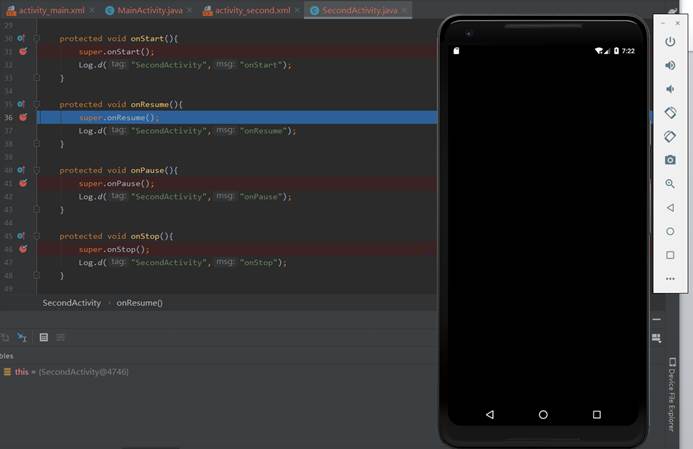 activity_main.xml MainActivity.java activity_second.xml SecondActivity.java
29
30 protected void onStart(){
31 super.onStart();
32 Log.d( tag: "SecondActivity", msg: "onStart");
33 }
34
35 protected void onResume(){
36 super.onResume();
37 Log.d( tag: "SecondActivity", msg: "onResume");
38 }
39
40 protected void onPause(){
41 super.onPause();
42 Log.d( tag: "SecondActivity", msg: "onPause");
43 }
44
45 protected void onStop(){
46 super.onStop();
47 Log.d( tag: "SecondActivity", msg: "onStop");
48 }
49
SecondActivity › onResume()
bles
this = {SecondActivity@4746}
7:22
Device File Explorer